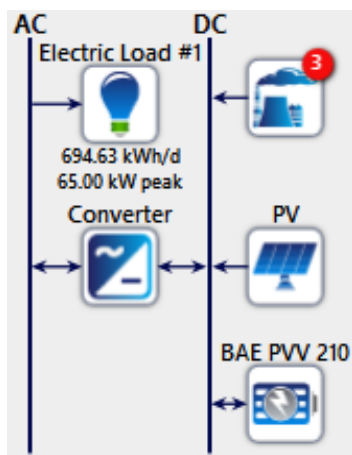 AC
DC
Electric Load #1
3
694.63 kWh/d
65.00 kW peak
Converter
PV
BAE PVV 210